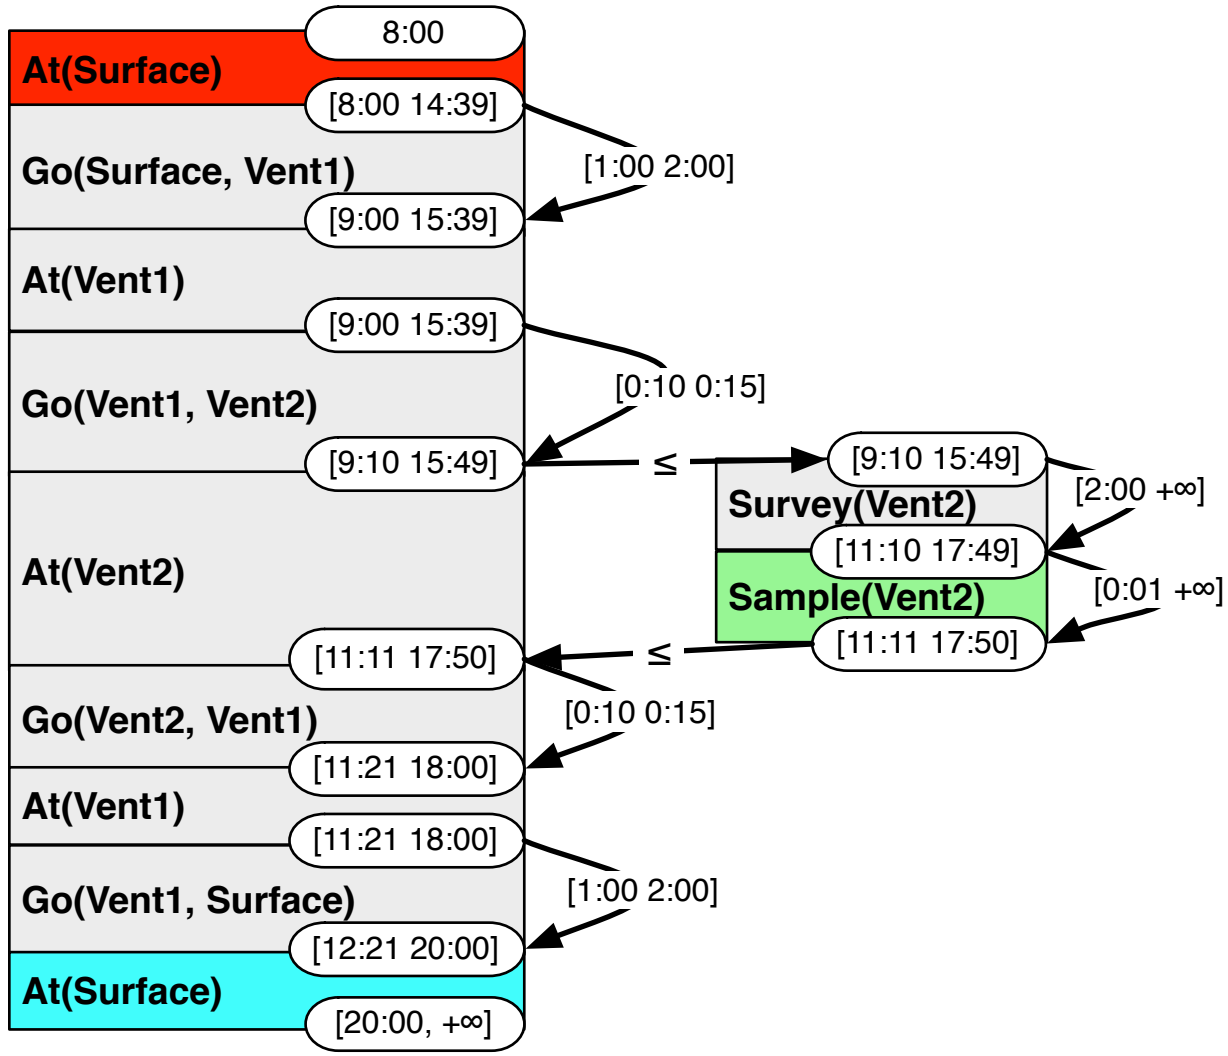 8:00
At(Surface)
[8:00 14:39]
Go(Surface, Vent1)
[1:00 2:00]
[9:00 15:39]
At(Vent1)
[9:00 15:39]
[0:10 0:15]
Go(Vent1, Vent2)
[9:10 15:49]
≤
[9:10 15:49]
[2:00 +∞]
Survey(Vent2)
[11:10 17:49]
At(Vent2)
[0:01 +∞]
Sample(Vent2)
[11:11 17:50]
≤
[11:11 17:50]
Go(Vent2, Vent1)
[0:10 0:15]
[11:21 18:00]
At(Vent1)
[11:21 18:00]
[1:00 2:00]
Go(Vent1, Surface)
[12:21 20:00]
At(Surface)
[20:00, +∞]